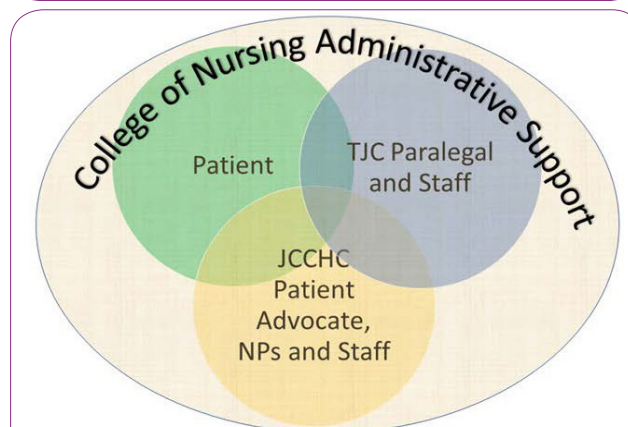 College of Nursing Administrative Support
Patient
TJC Paralegal
and Staff
JCCHC
Patient
Advocate,
NPs and Staff